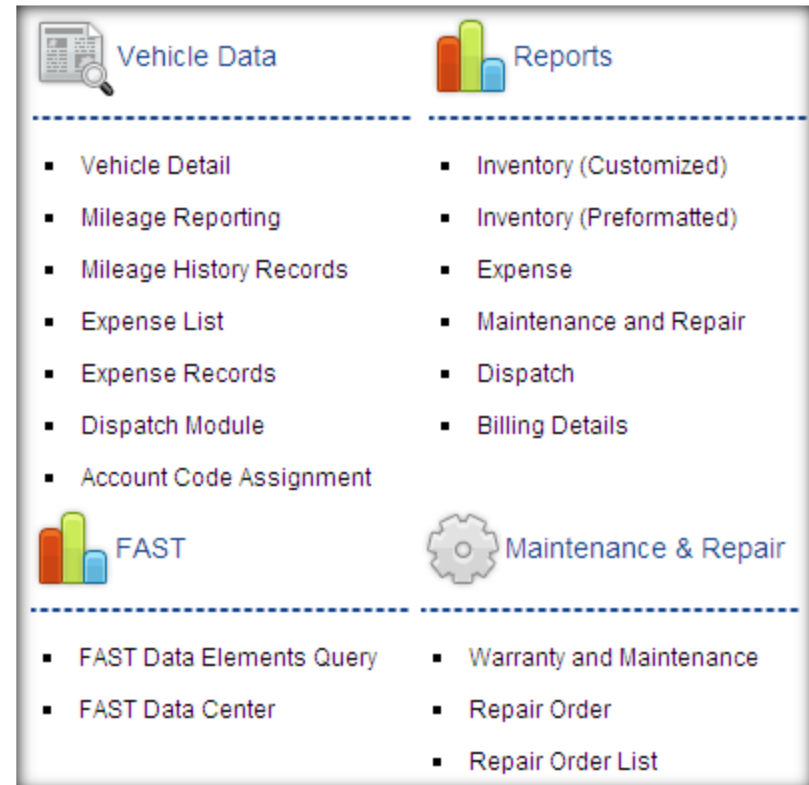 Vehicle Data
Vehicle Detail
Mileage Reporting
Mileage History Records
Expense List
Expense Records
Dispatch Module
Account Code Assignment
Reports
Inventory (Customized)
Inventory (Preformatted)
Expense
Maintenance and Repair
Dispatch
Billing Details
FAST
FAST Data Elements Query
FAST Data Center
Maintenance & Repair
Warranty and Maintenance
Repair Order
Repair Order List